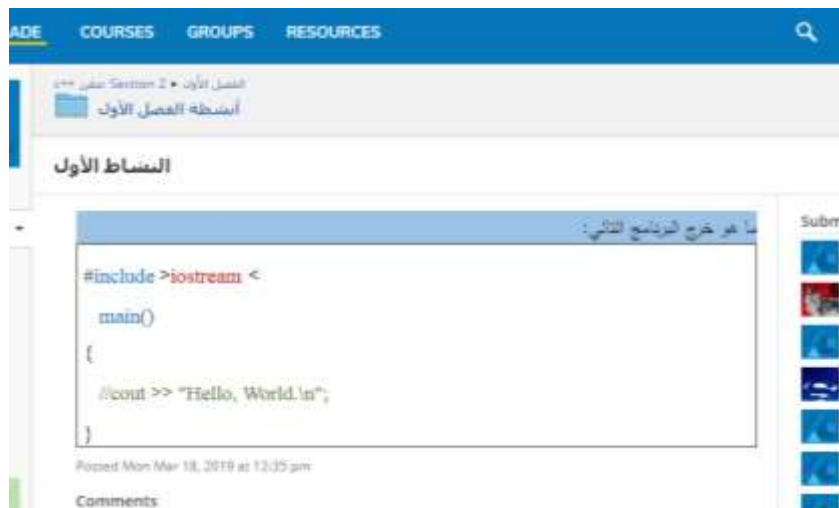 ADE COURSES GROUPS RESOURCES
الفصل الأول ▸ Section 2
أنشطة الفصل الأول
النشاط الأول
ما هو خرج البرنامج التالي:
Subm
#include >iostream <
main()
{
//cout >> "Hello, World.\n";
}
Posted Mon Mar 18, 2019 at 12:35 pm
Comments